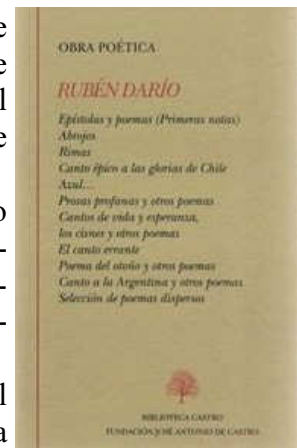 e
e
l
e
o
-
-
-
l
a
OBRA POÉTICA
RUBÉN DARÍO
Epístolas y poemas (Primeras notas)
Abrojos
Rimas
Canto épico a las glorias de Chile
Azul...
Prosas profanas y otros poemas
Cantos de vida y esperanza,
los cisnes y otros poemas
El canto errante
Poema del otoño y otros poemas
Canto a la Argentina y otros poemas
Selección de poemas dispersos
BIBLIOTECA CASTRO
FUNDACIÓN JOSÉ ANTONIO DE CASTRO